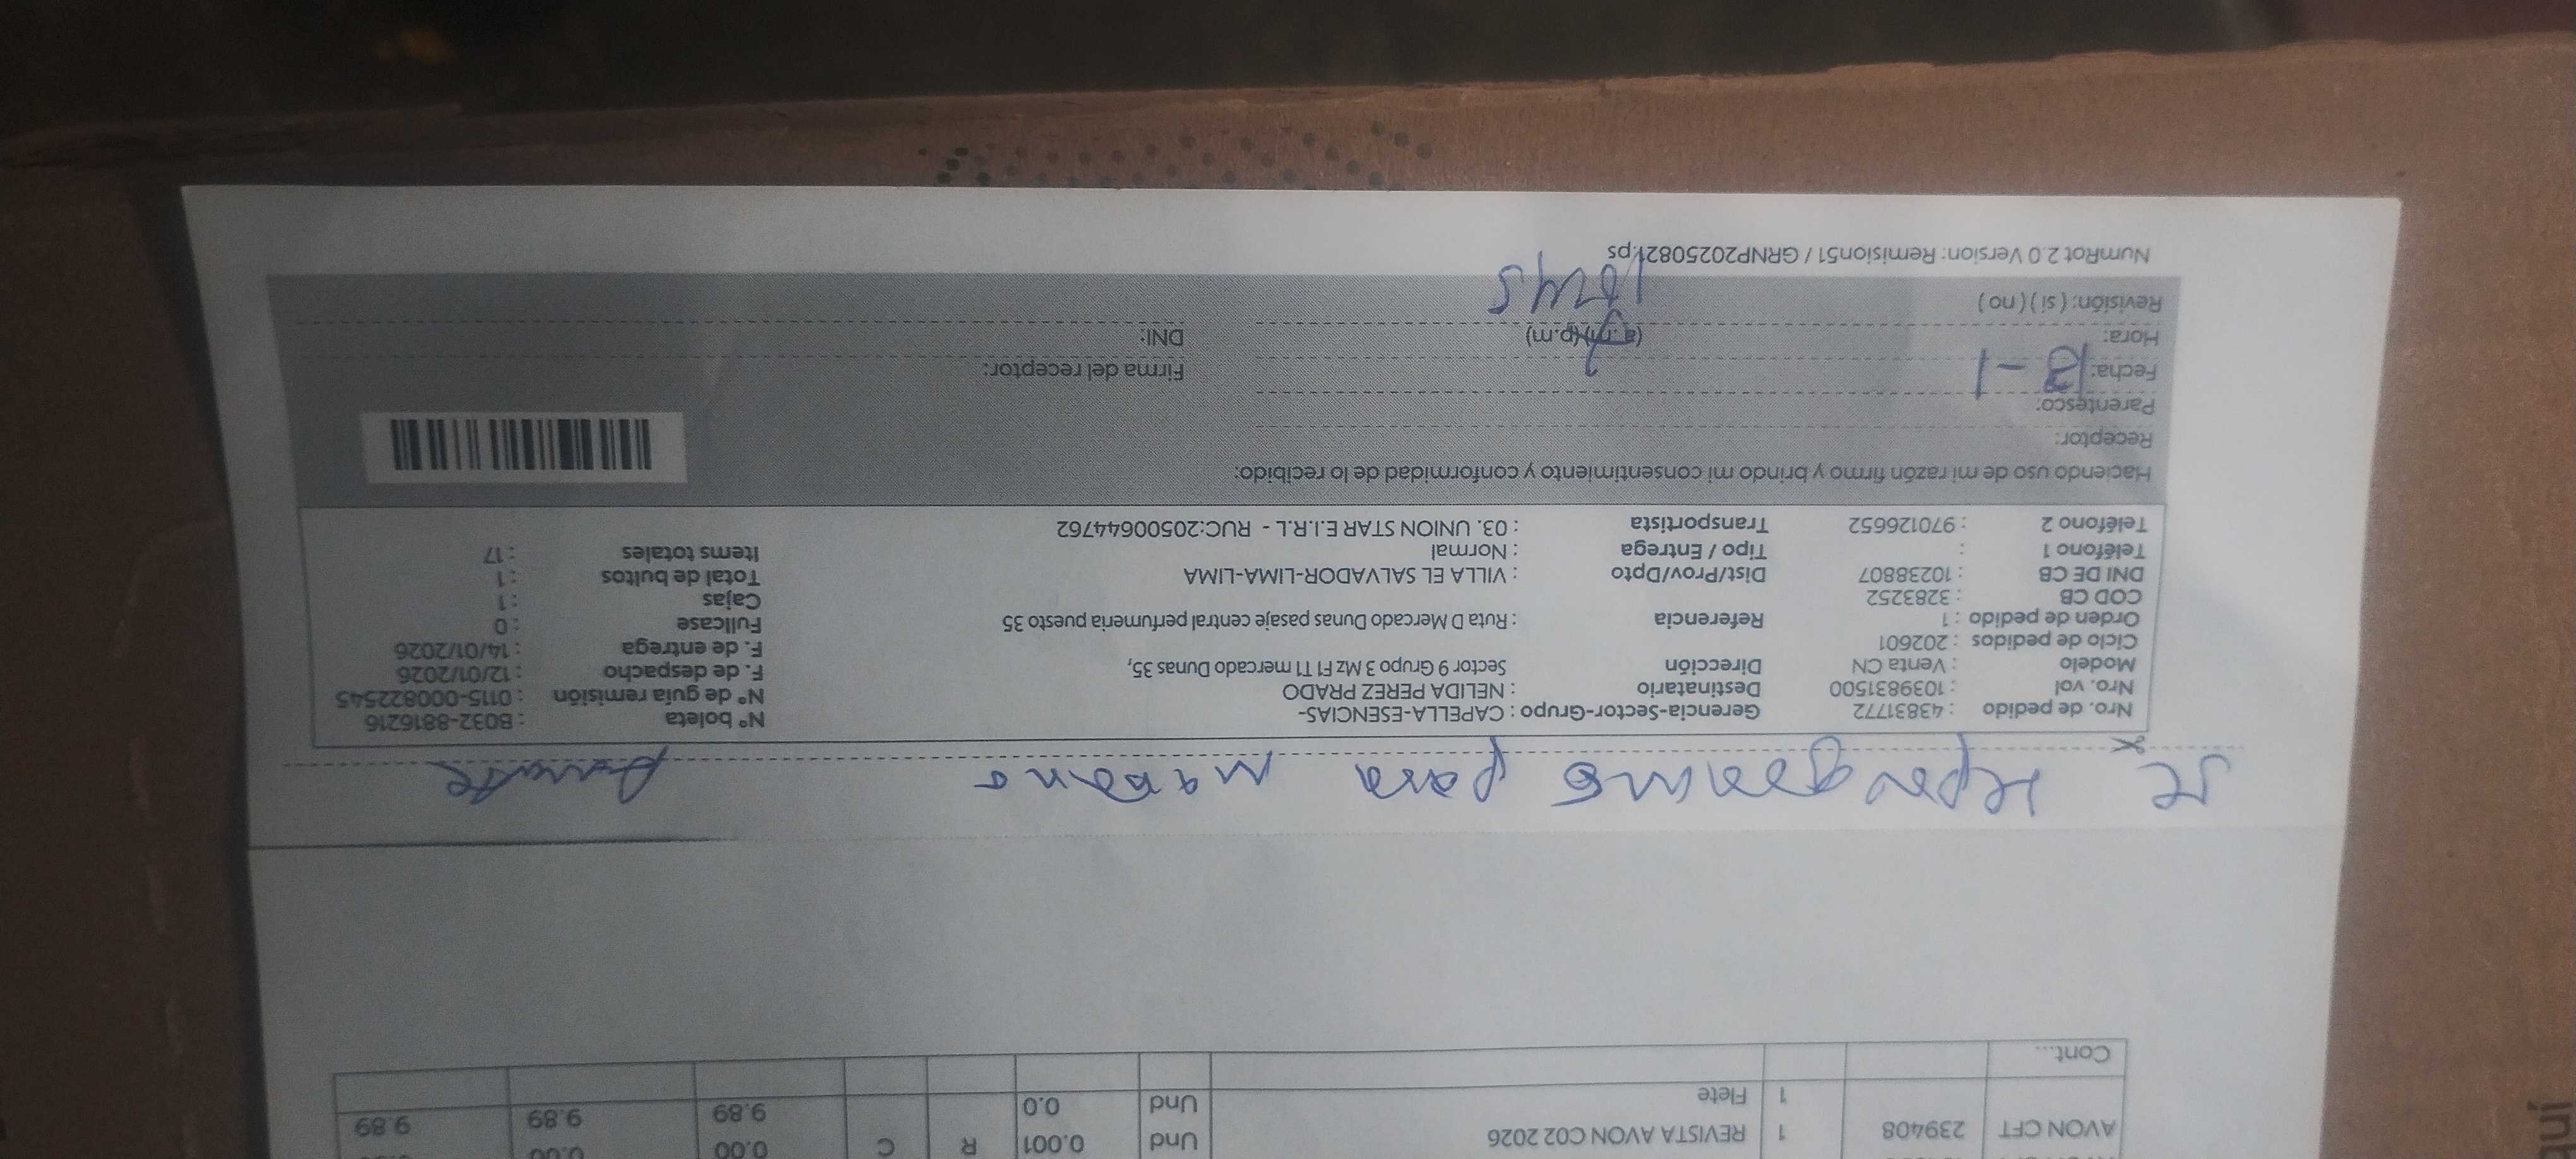 AVON CFT 239408 1 REVISTA AVON C02 2026 Und 0.001 R C 0.00 0.00
1 Flete Und 0.0 9.89 9.89 9.89
Cont...
se para mañana
Nro. de pedido : 43831772 Gerencia-Sector-Grupo : CAPELLA-ESENCIAS- N° boleta : B032-8816216
Nro. vol : 1039831500 Destinatario : NELIDA PEREZ PRADO N° de guía remisión : 0115-0000822545
Modelo : Venta CN Dirección Sector 9 Grupo 3 Mz F1 T1 mercado Dunas 35, F. de despacho : 12/01/2026
Ciclo de pedidos : 202601 F. de entrega : 14/01/2026
Orden de pedido : 1 Referencia : Ruta D Mercado Dunas pasaje central perfumeria puesto 35 Fullcase : 0
COD CB : 3283252 Cajas : 1
DNI DE CB : 10238807 Dist/Prov/Dpto : VILLA EL SALVADOR-LIMA-LIMA Total de bultos : 1
Teléfono 1 : Tipo / Entrega : Normal Items totales : 17
Teléfono 2 : 970126652 Transportista : 03. UNION STAR E.I.R.L - RUC:20500644762
Haciendo uso de mi razón firmo y brindo mi consentimiento y conformidad de lo recibido:
Receptor:
Parentesco:
Fecha: 13-1 Firma del receptor:
Hora: (a.m)(p.m) DNI:
Revisión: ( si ) ( no )
NumRot 2.0 Version: Remision51 / GRNP20250821.ps